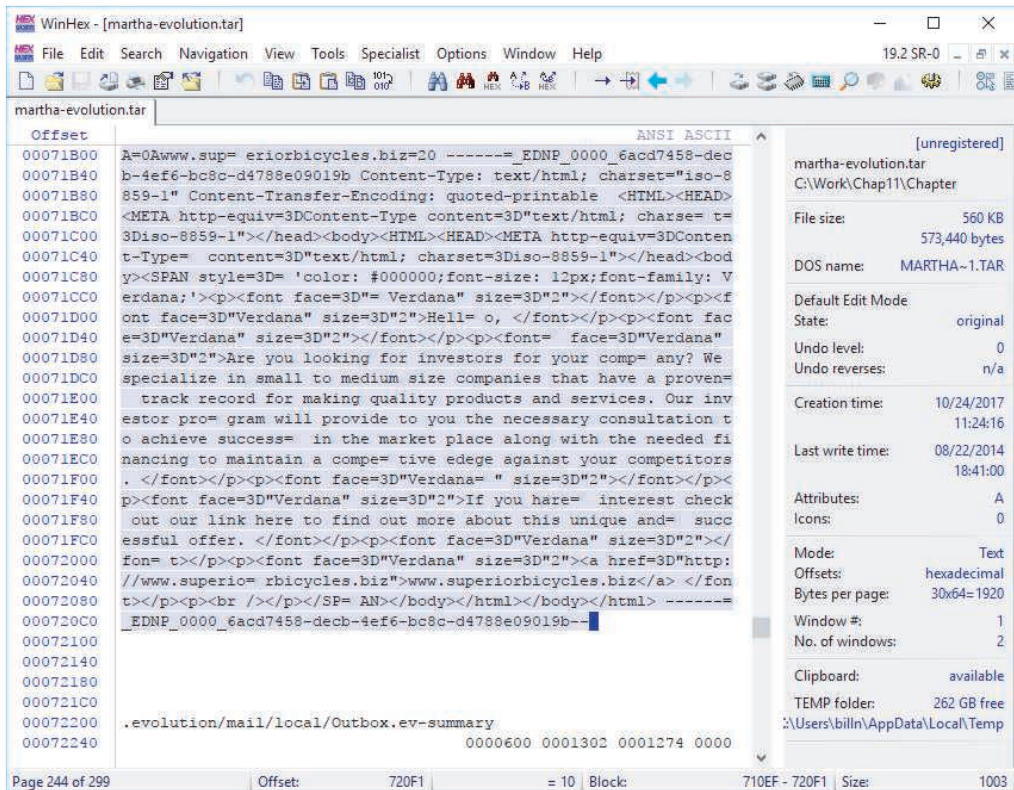 WinHex - [martha-evolution.tar]
File Edit Search Navigation View Tools Specialist Options Window Help 19.2 SR-0
martha-evolution.tar
Offset ANSI ASCII
00071B00 A=0Awww.sup= eriorbicycles.biz=20 ------=_EDNP_0000_6acd7458-dec
00071B40 b-4ef6-bc8c-d4788e09019b Content-Type: text/html; charset="iso-8
00071B80 859-1" Content-Transfer-Encoding: quoted-printable <HTML><HEAD>
00071BC0 <META http-equiv=3DContent-Type content=3D"text/html; charse= t=
00071C00 3Diso-8859-1"></head><body><HTML><HEAD><META http-equiv=3DConten
00071C40 t-Type= content=3D"text/html; charset=3Diso-8859-1"></head><bod
00071C80 y><SPAN style=3D= 'color: #000000;font-size: 12px;font-family: V
00071CC0 erdana;'><p><font face=3D"= Verdana" size=3D"2"></font></p><p><f
00071D00 ont face=3D"Verdana" size=3D"2">Hell= o, </font></p><p><font fac
00071D40 e=3D"Verdana" size=3D"2"></font></p><p><font= face=3D"Verdana"
00071D80 size=3D"2">Are you looking for investors for your comp= any? We
00071DC0 specialize in small to medium size companies that have a proven=
00071E00 track record for making quality products and services. Our inv
00071E40 estor pro= gram will provide to you the necessary consultation t
00071E80 o achieve success= in the market place along with the needed fi
00071EC0 nancing to maintain a compe= tive edege against your competitors
00071F00 . </font></p><p><font face=3D"Verdana= " size=3D"2"></font></p><
00071F40 p><font face=3D"Verdana" size=3D"2">If you hare= interest check
00071F80 out our link here to find out more about this unique and= succ
00071FC0 essful offer. </font></p><p><font face=3D"Verdana" size=3D"2"></
00072000 fon= t></p><p><font face=3D"Verdana" size=3D"2"><a href=3D"http:
00072040 //www.superio= rbicycles.biz">www.superiorbicycles.biz</a> </fon
00072080 t></p><p><br /></p></SP= AN></body></html></body></html> ------=
000720C0 _EDNP_0000_6acd7458-decb-4ef6-bc8c-d4788e09019b--
00072100
00072140
00072180
000721C0
00072200 .evolution/mail/local/Outbox.ev-summary
00072240 0000600 0001302 0001274 0000
[unregistered]
martha-evolution.tar
C:\Work\Chap11\Chapter
File size: 560 KB
573,440 bytes
DOS name: MARTHA~1.TAR
Default Edit Mode
State: original
Undo level: 0
Undo reverses: n/a
Creation time: 10/24/2017
11:24:16
Last write time: 08/22/2014
18:41:00
Attributes: A
Icons: 0
Mode: Text
Offsets: hexadecimal
Bytes per page: 30x64=1920
Window #: 1
No. of windows: 2
Clipboard: available
TEMP folder: 262 GB free
:\Users\billn\AppData\Local\Temp
Page 244 of 299 Offset: 720F1 = 10 Block: 710EF - 720F1 Size: 1003